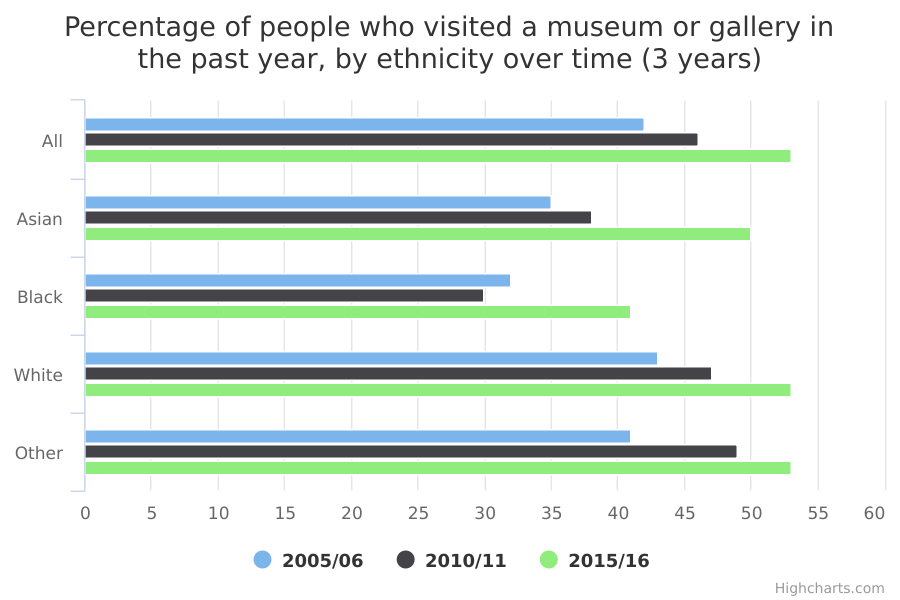 Percentage of people who visited a museum or gallery in
the past year, by ethnicity over time (3 years)
All
Asian
Black
White
Other
0 5 10 15 20 25 30 35 40 45 50 55 60
2005/06 2010/11 2015/16
Highcharts.com